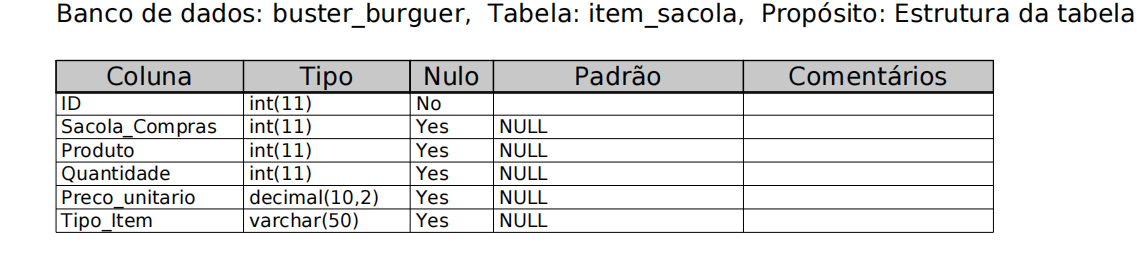 Banco de dados: buster_burguer, Tabela: item_sacola, Propósito: Estrutura da tabela
Coluna Tipo Nulo Padrão Comentários
ID int(11) No
Sacola_Compras int(11) Yes NULL
Produto int(11) Yes NULL
Quantidade int(11) Yes NULL
Preco_unitario decimal(10,2) Yes NULL
Tipo_Item varchar(50) Yes NULL